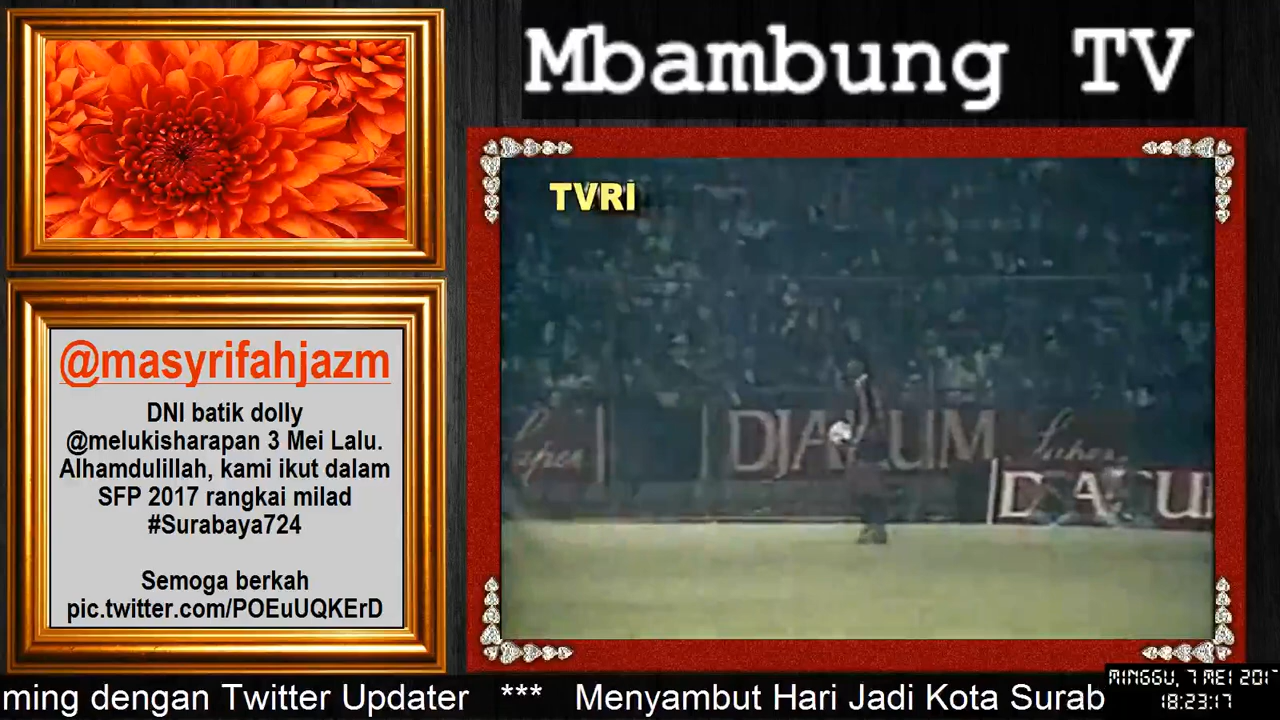 Mbambung TV
TVRI
DJARUM
Super
DJARUM
@masyrifahjazm
DNI batik dolly
@melukisharapan 3 Mei Lalu.
Alhamdulillah, kami ikut dalam
SFP 2017 rangkai milad
#Surabaya724
Semoga berkah
pic.twitter.com/POEuUQKErD
ming dengan Twitter Updater *** Menyambut Hari Jadi Kota Surab
MINGGU, 7 MEI 2017
18:23:17